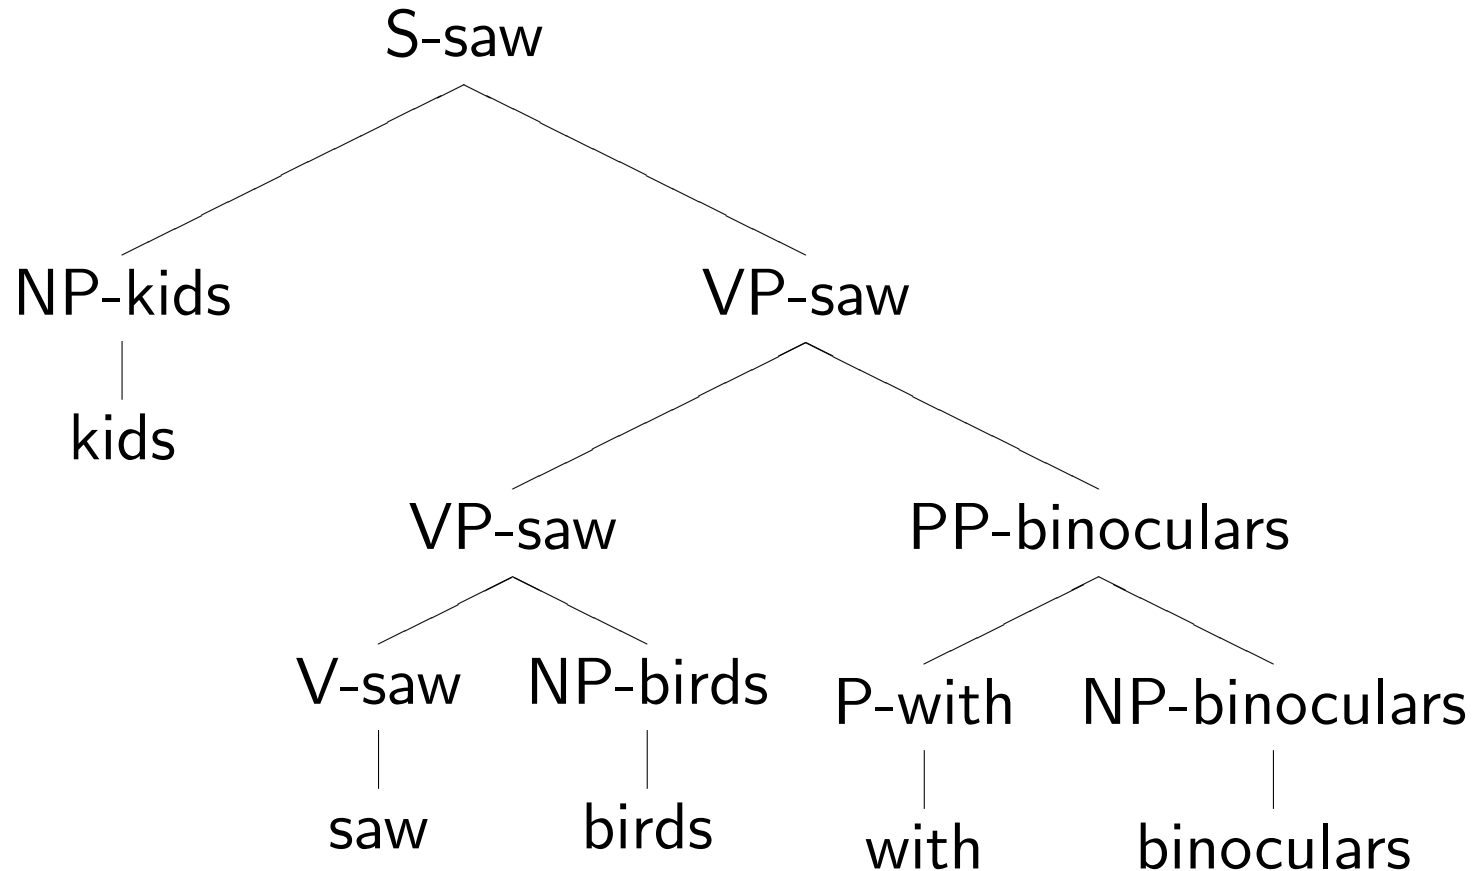 S-saw
NP-kids VP-saw
kids
VP-saw PP-binoculars
V-saw NP-birds P-with NP-binoculars
saw birds with binoculars